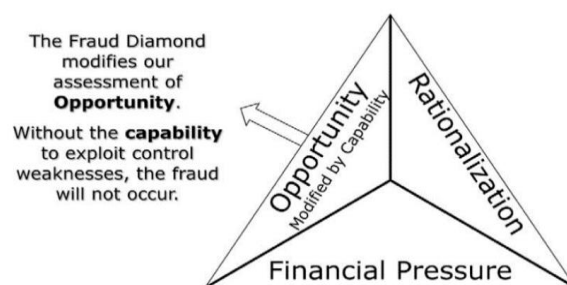 The Fraud Diamond
modifies our
assessment of
Opportunity.
Without the capability
to exploit control
weaknesses, the fraud
will not occur.
Opportunity
Modified by Capability
Rationalization
Financial Pressure